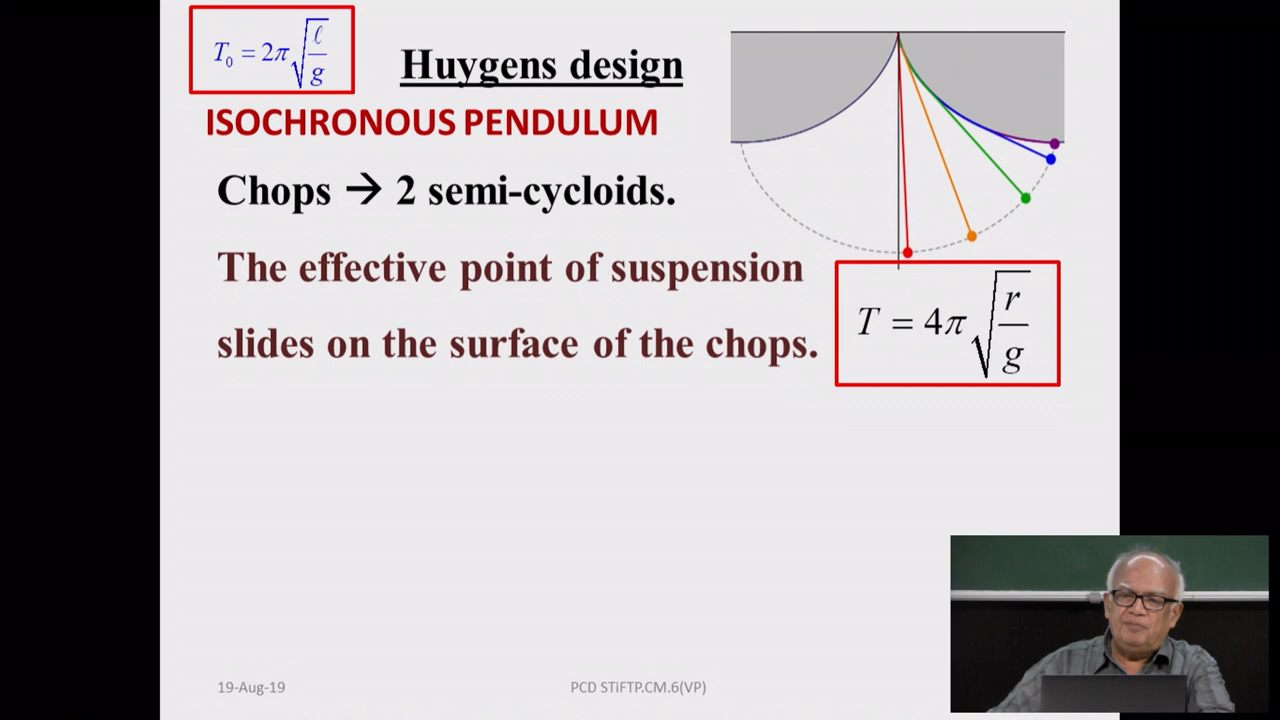 T₀ = 2π√(ℓ/g)
Huygens design
ISOCHRONOUS PENDULUM
Chops → 2 semi-cycloids.
The effective point of suspension
slides on the surface of the chops.
T = 4π√(r/g)
19-Aug-19
PCD STiFTP.CM.6(VP)